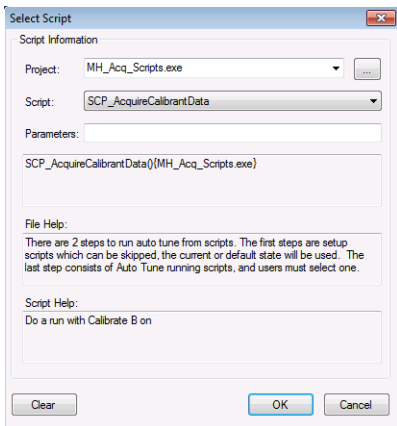 Select Script
Script Information
Project: MH_Acq_Scripts.exe ...
Script: SCP_AcquireCalibrantData
Parameters:
SCP_AcquireCalibrantData(){MH_Acq_Scripts.exe}
File Help:
There are 2 steps to run auto tune from scripts. The first steps are setup
scripts which can be skipped, the current or default state will be used. The
last step consists of Auto Tune running scripts, and users must select one.
Script Help:
Do a run with Calibrate B on
Clear OK Cancel